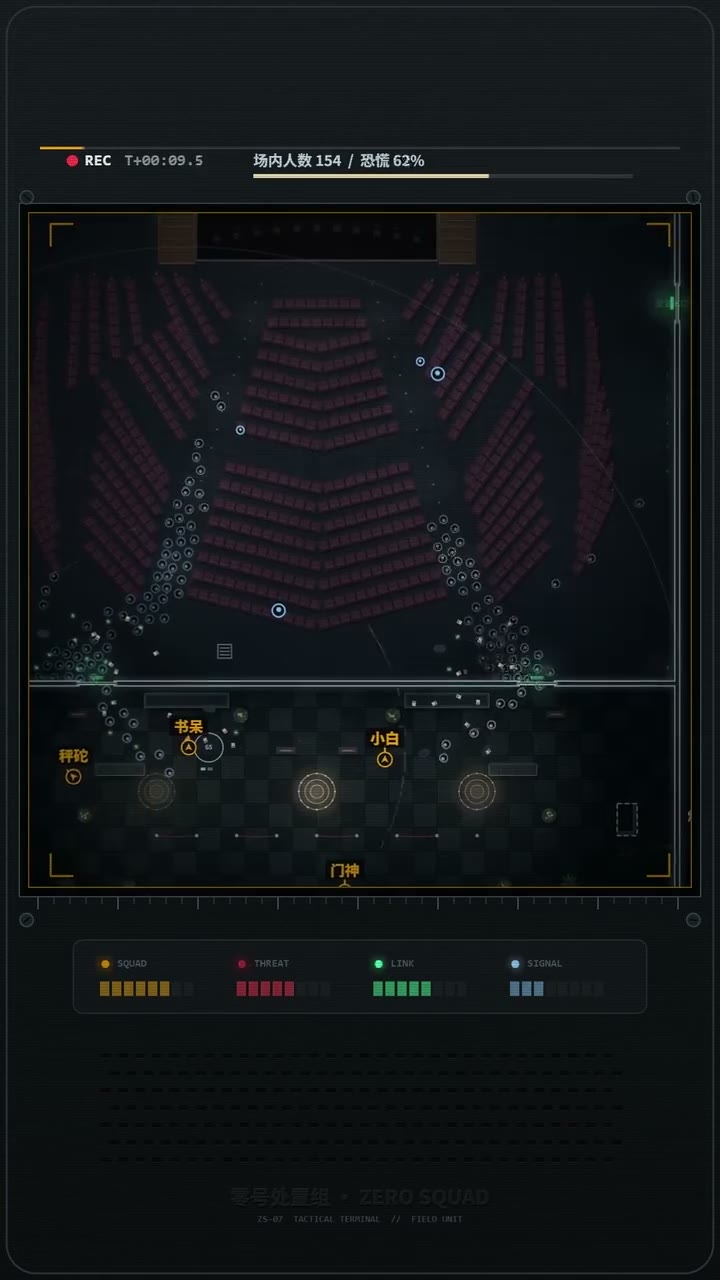 REC T+00:09.5 场内人数 154 / 恐慌 62%
书呆
小白
秤砣
65
门神
SQUAD THREAT LINK SIGNAL
零号处置组 · ZERO SQUAD
ZS-07 TACTICAL TERMINAL // FIELD UNIT